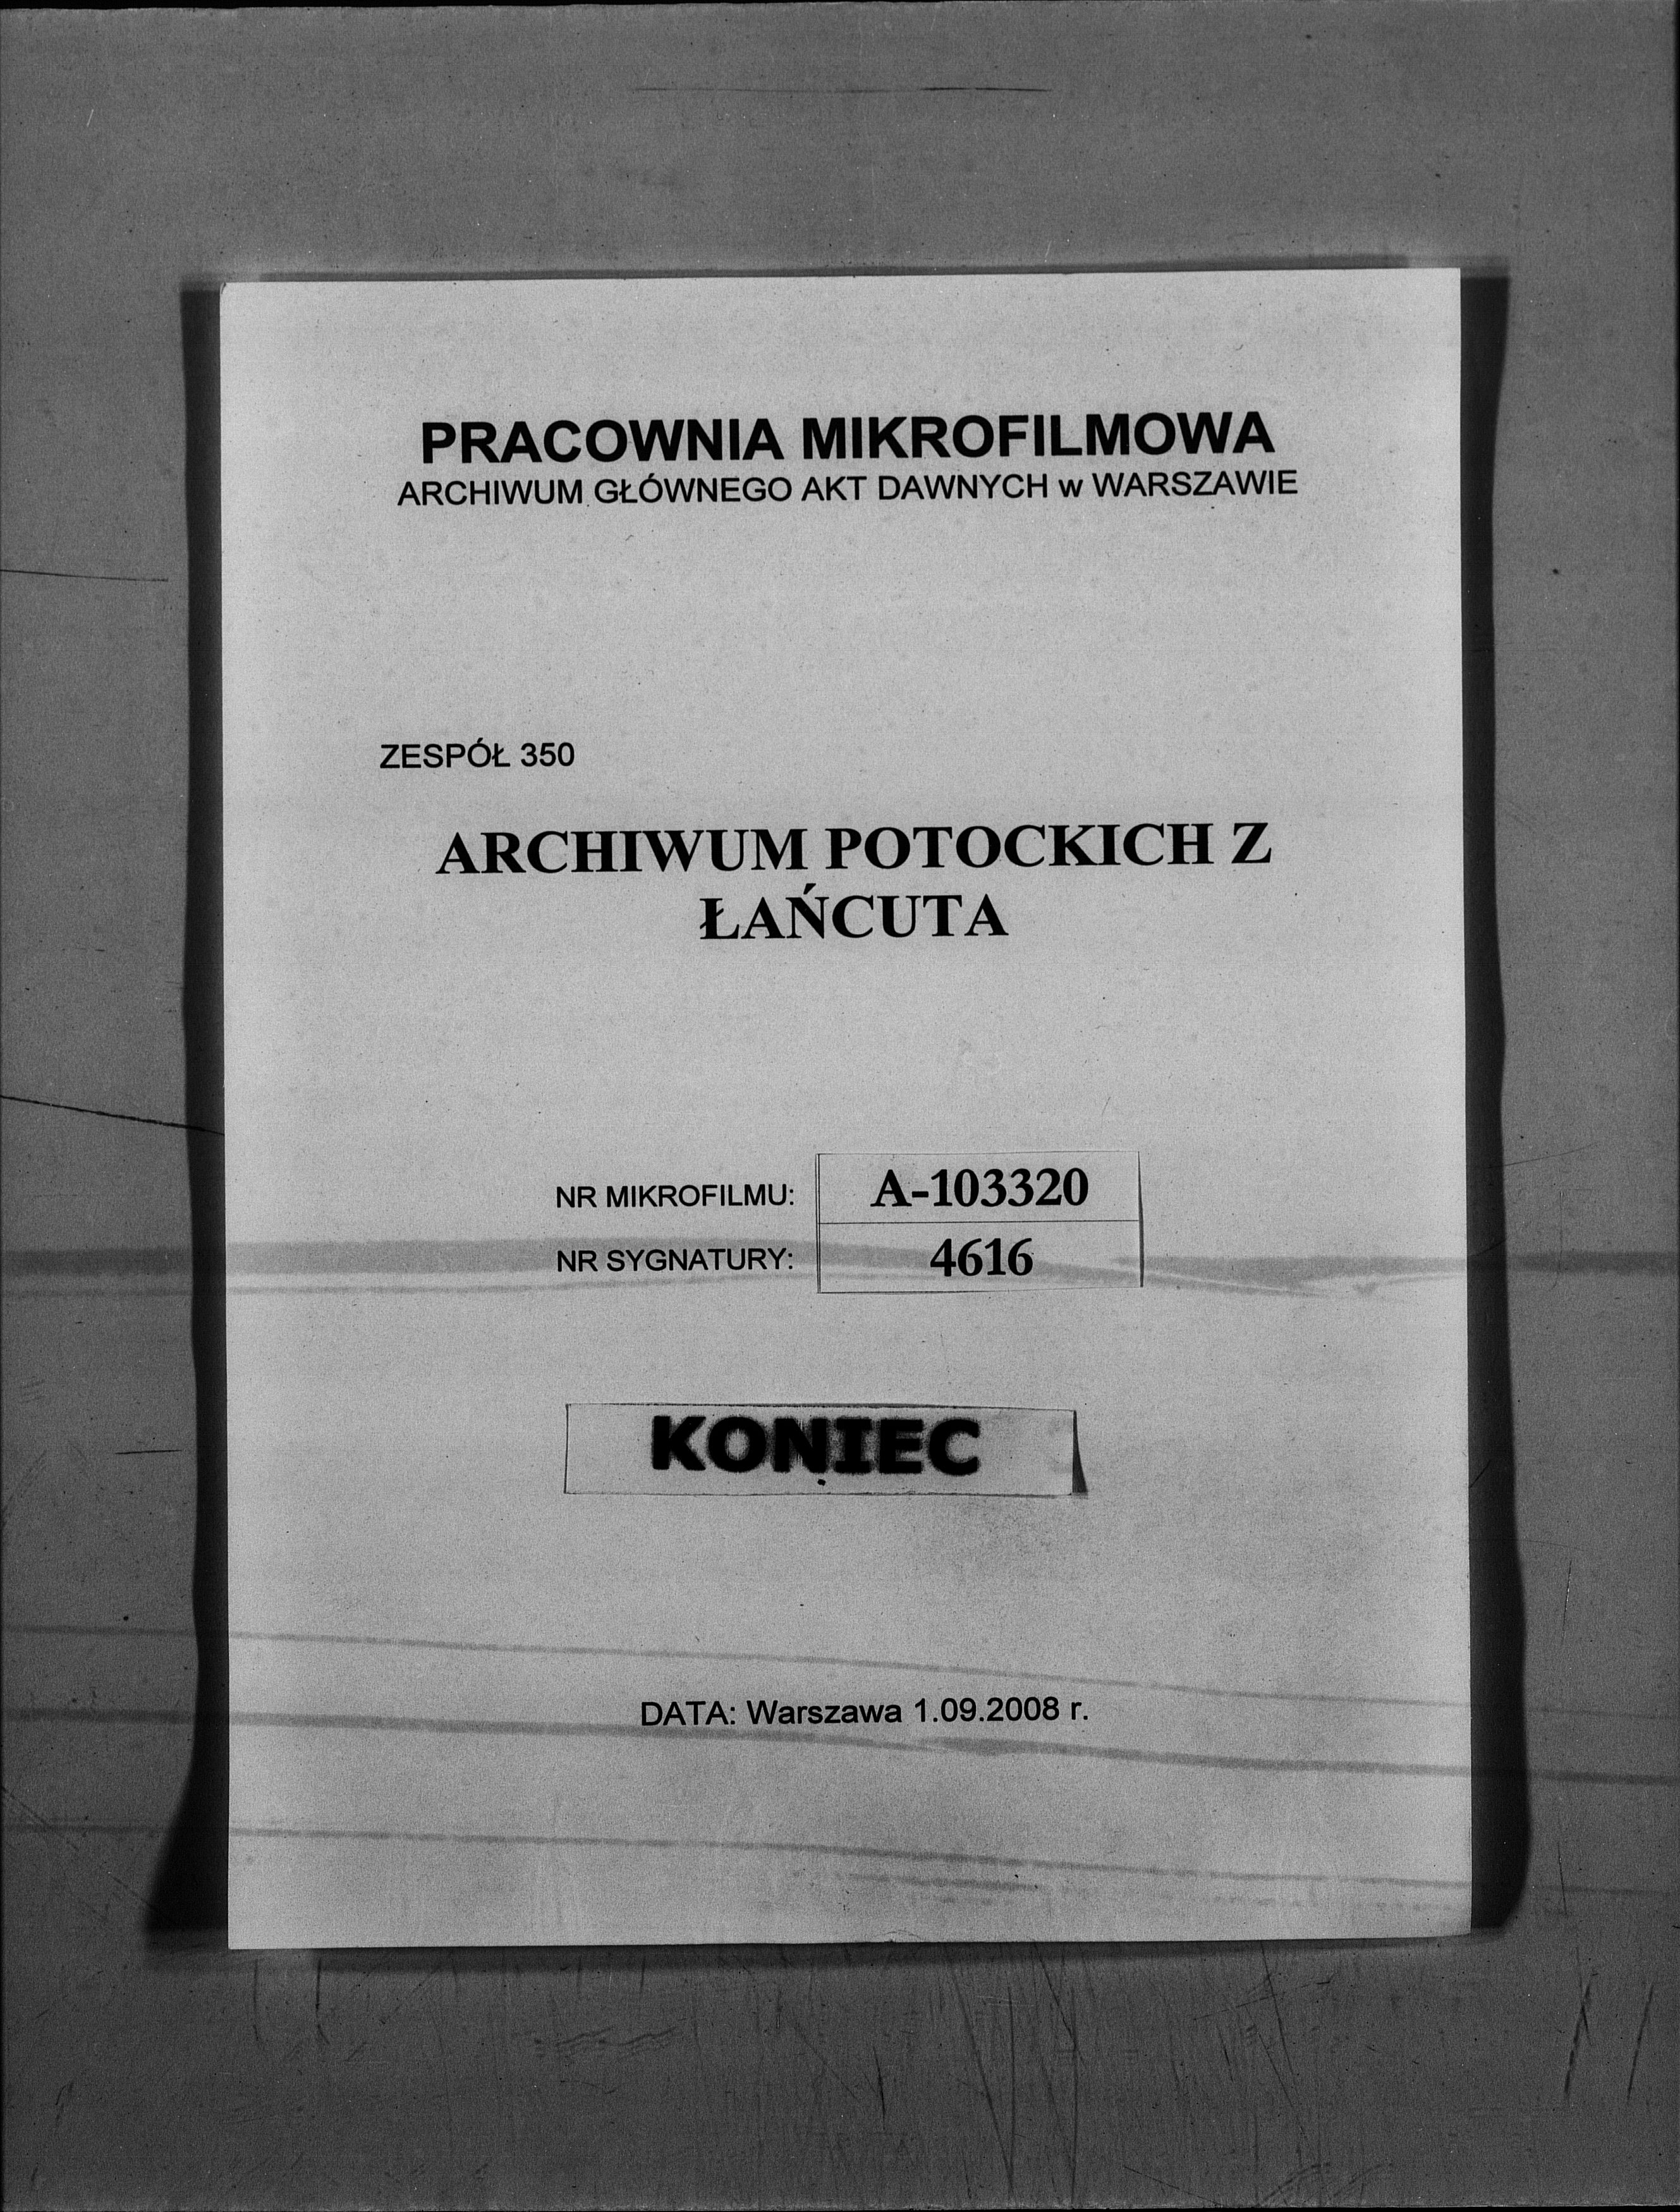 PRACOWNIA MIKROFILMOWA
ARCHIWUM GŁÓWNEGO AKT DAWNYCH w WARSZAWIE
ZESPÓŁ 350
ARCHIWUM POTOCKICH Z
ŁAŃCUTA
NR MIKROFILMU: A-103320
NR SYGNATURY: 4616
KONIEC
DATA: Warszawa 1.09.2008 r.